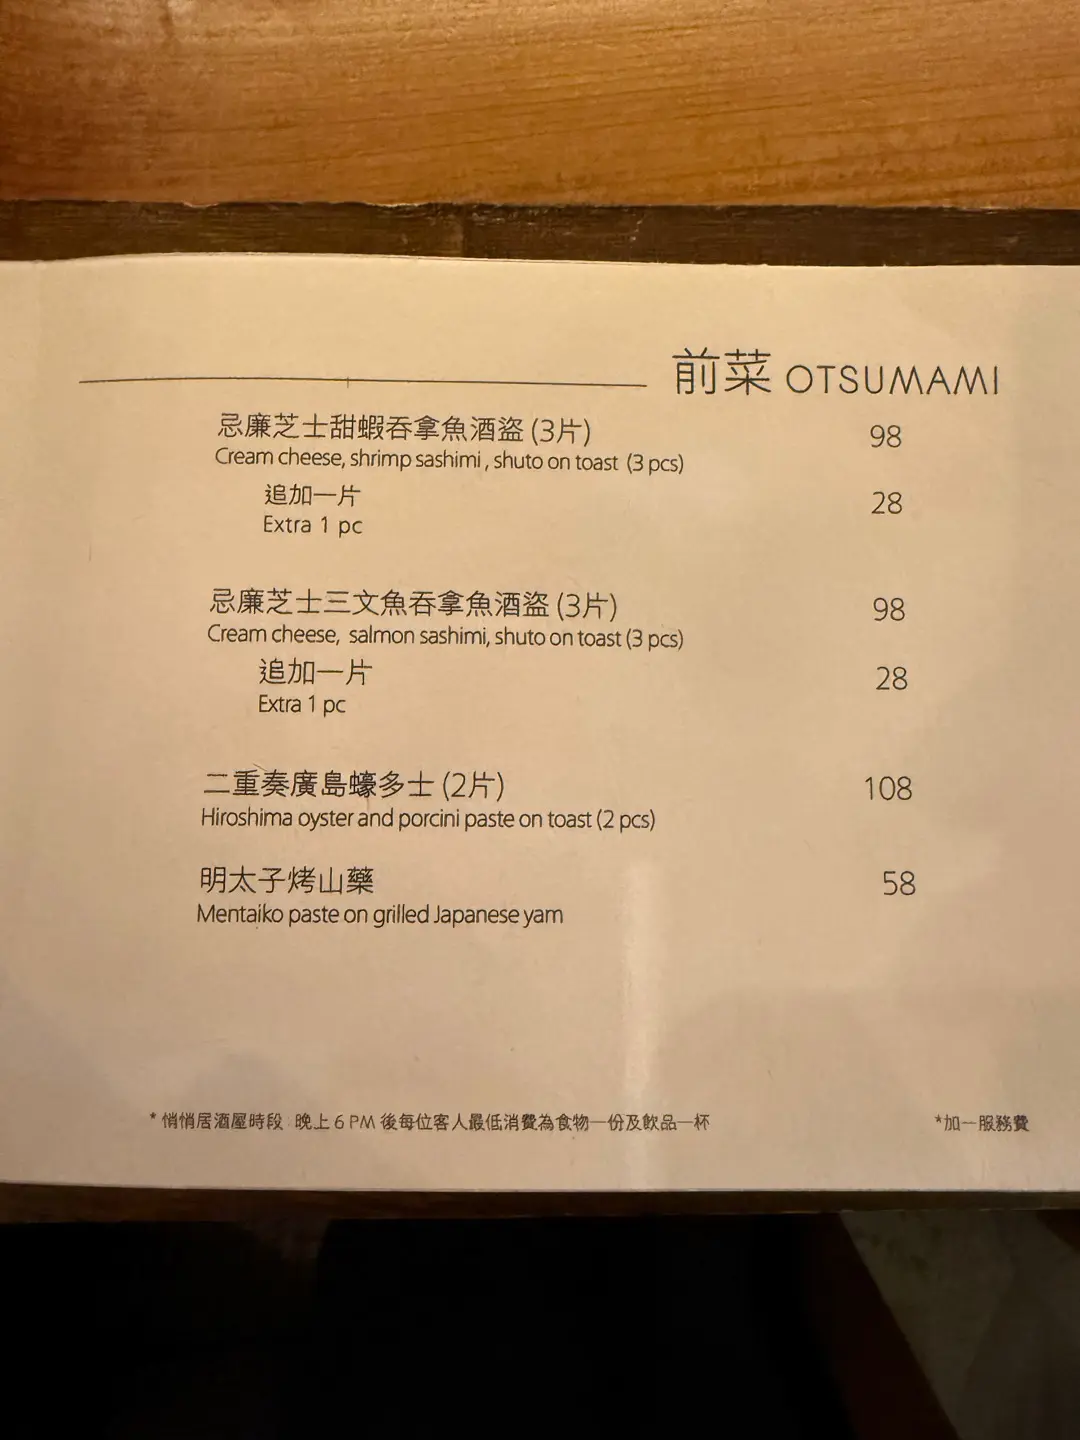 前菜 OTSUMAMI
忌廉芝士甜蝦吞拿魚酒盜 (3片) 98
Cream cheese, shrimp sashimi , shuto on toast (3 pcs)
追加一片 28
Extra 1 pc
忌廉芝士三文魚吞拿魚酒盜 (3片) 98
Cream cheese, salmon sashimi, shuto on toast (3 pcs)
追加一片 28
Extra 1 pc
二重奏廣島蠔多士 (2片) 108
Hiroshima oyster and porcini paste on toast (2 pcs)
明太子烤山藥 58
Mentaiko paste on grilled Japanese yam
* 悄悄居酒屋時段: 晚上 6 PM 後每位客人最低消費為食物一份及飲品一杯 *加一服務費